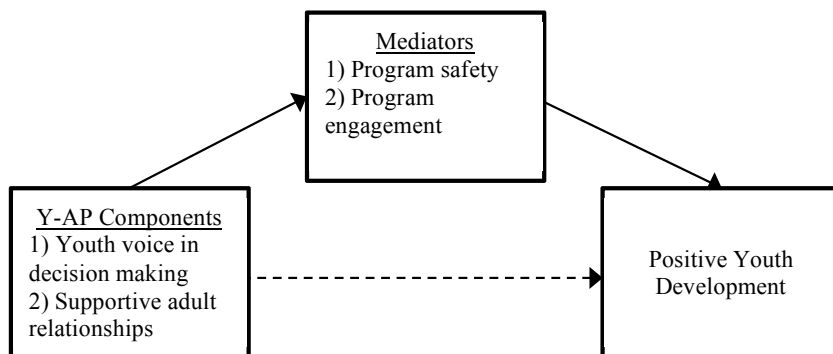 Mediators
1) Program safety
2) Program
engagement
Y-AP Components
1) Youth voice in
decision making
2) Supportive adult
relationships
Positive Youth
Development